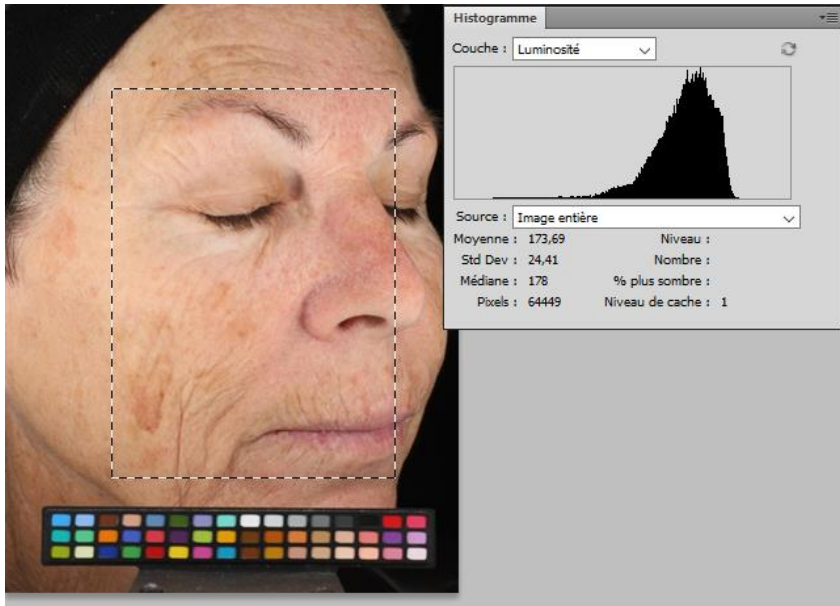 Histogramme
Couche : Luminosité
Source : Image entière
Moyenne : 173,69 Niveau :
Std Dev : 24,41 Nombre :
Médiane : 178 % plus sombre :
Pixels : 64449 Niveau de cache : 1